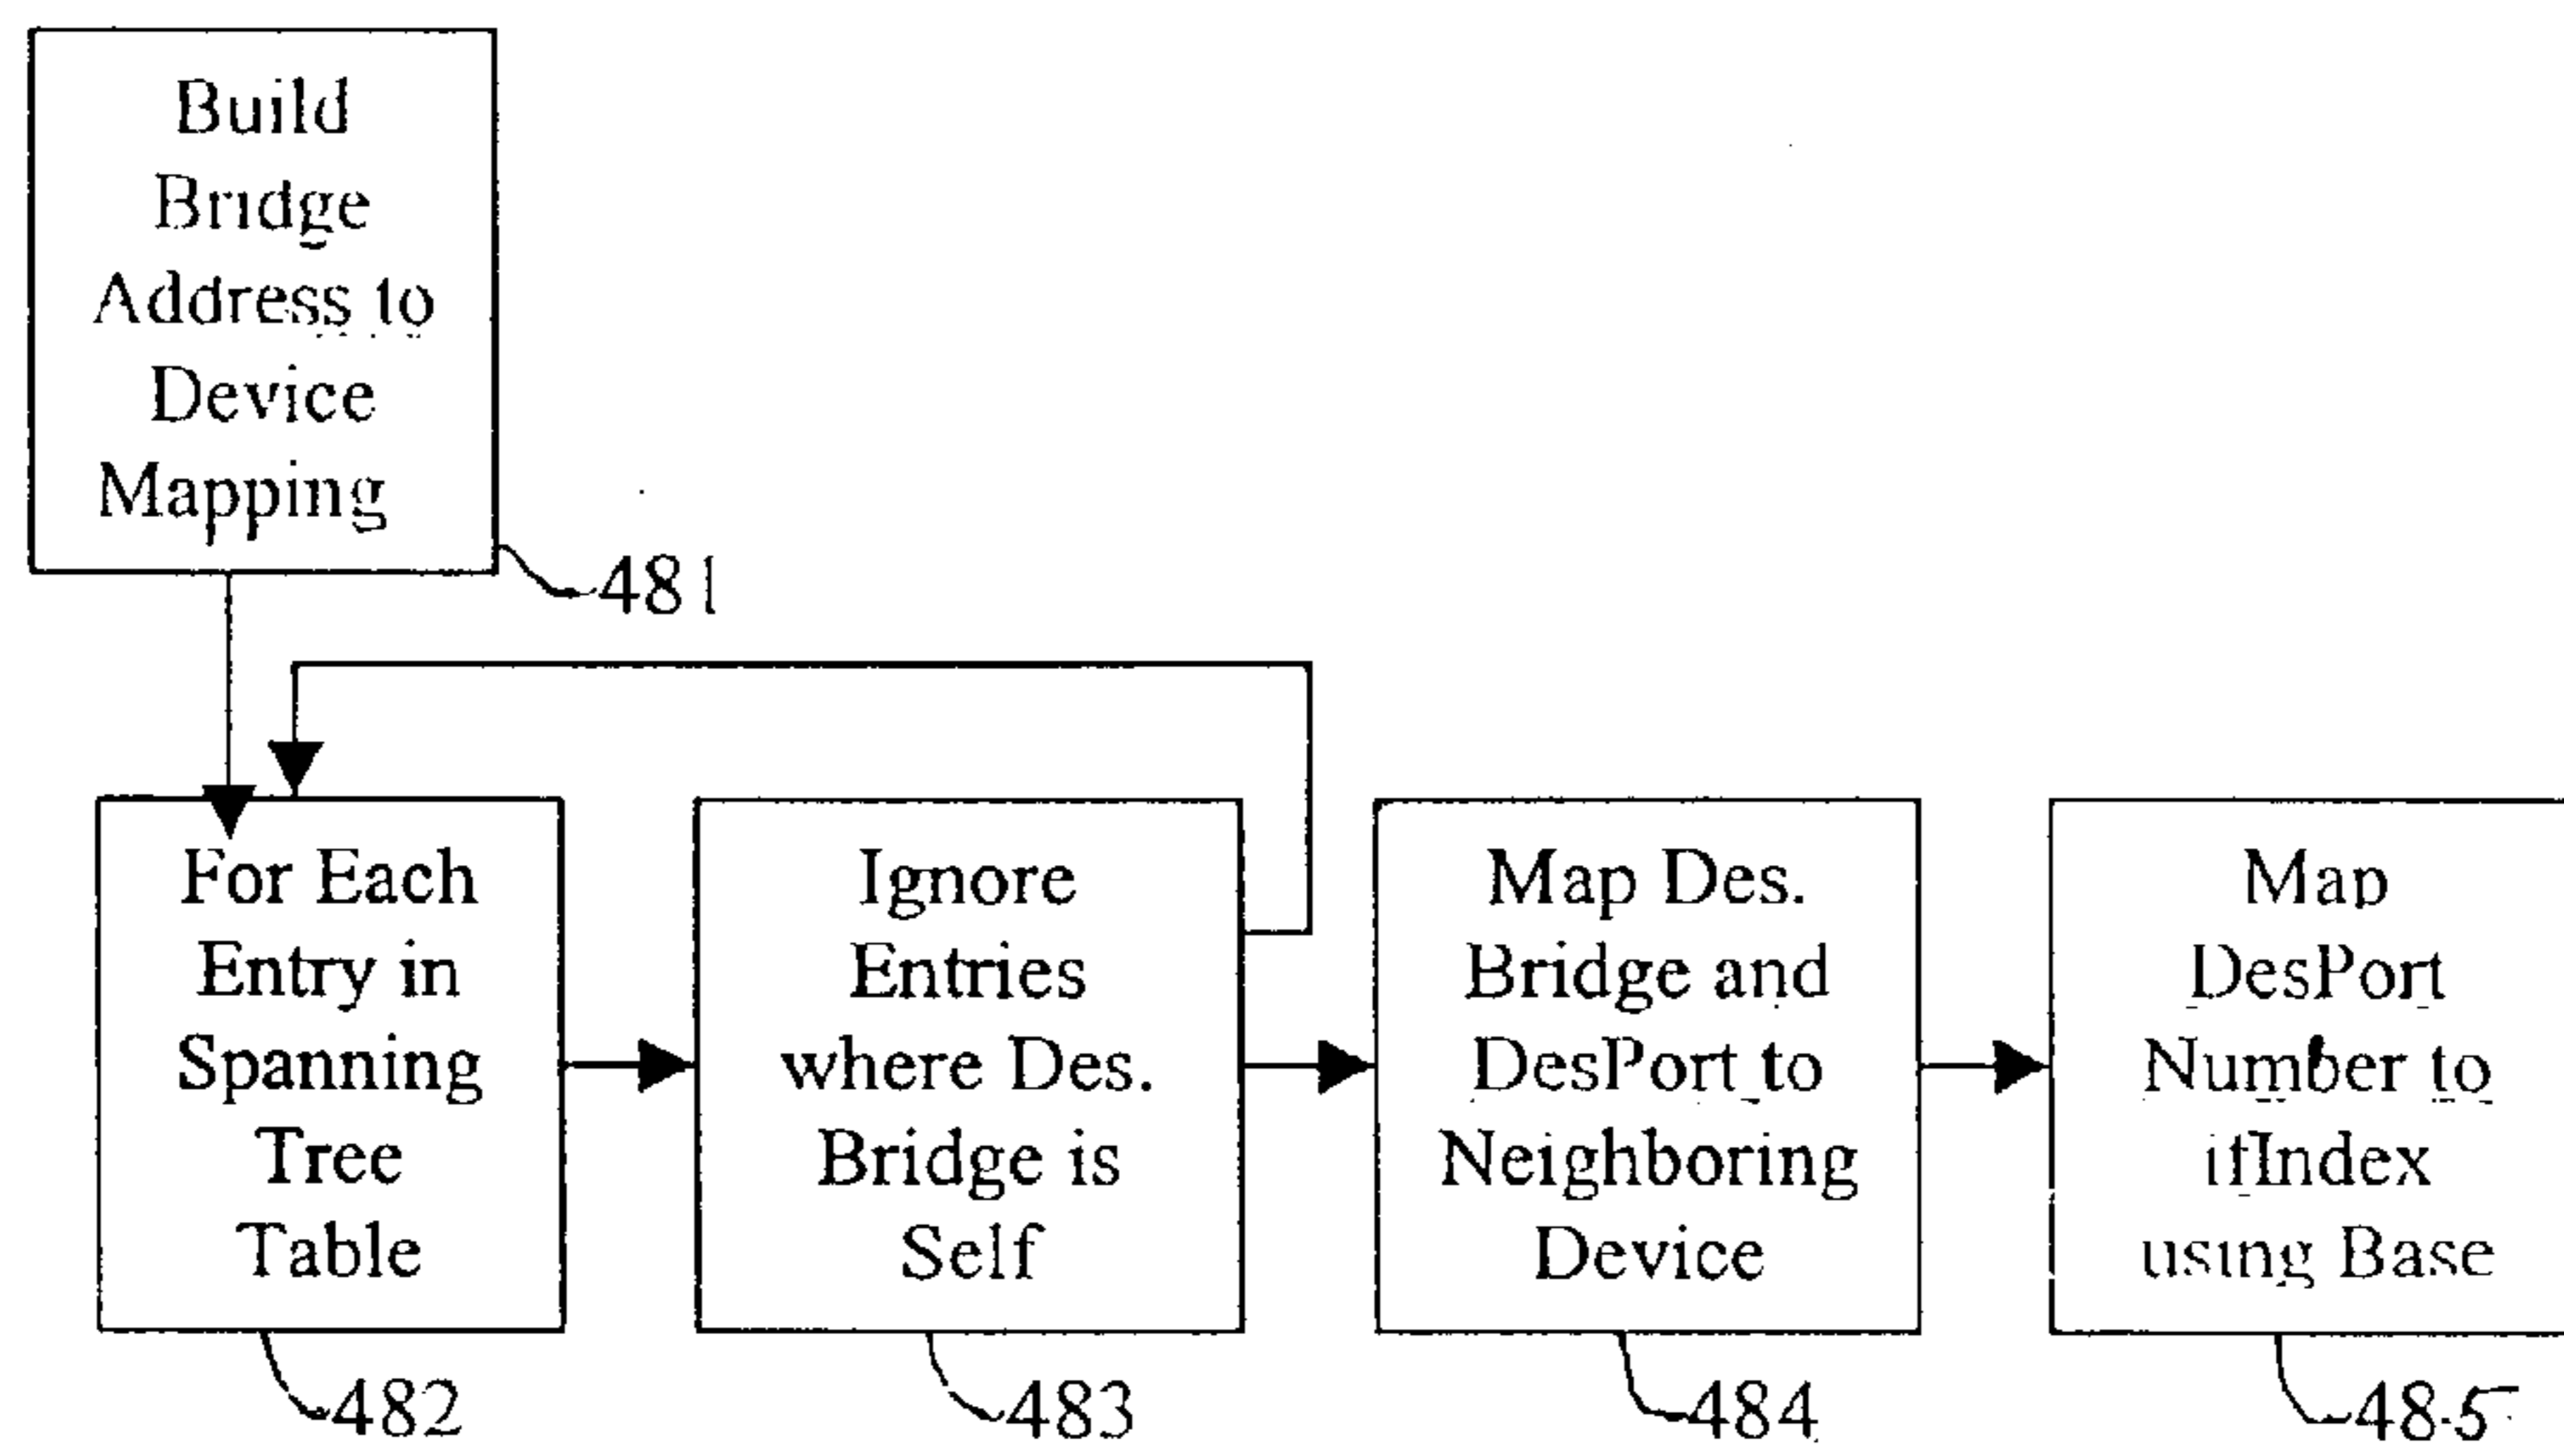 Build
Bridge
Address to
Device
Mapping
481
For Each
Entry in
Spanning
Tree
Table
482
Ignore
Entries
where Des.
Bridge is
Self
483
Map Des.
Bridge and
DesPort to
Neighboring
Device
484
Map
DesPort
Number to
ifIndex
using Base
485